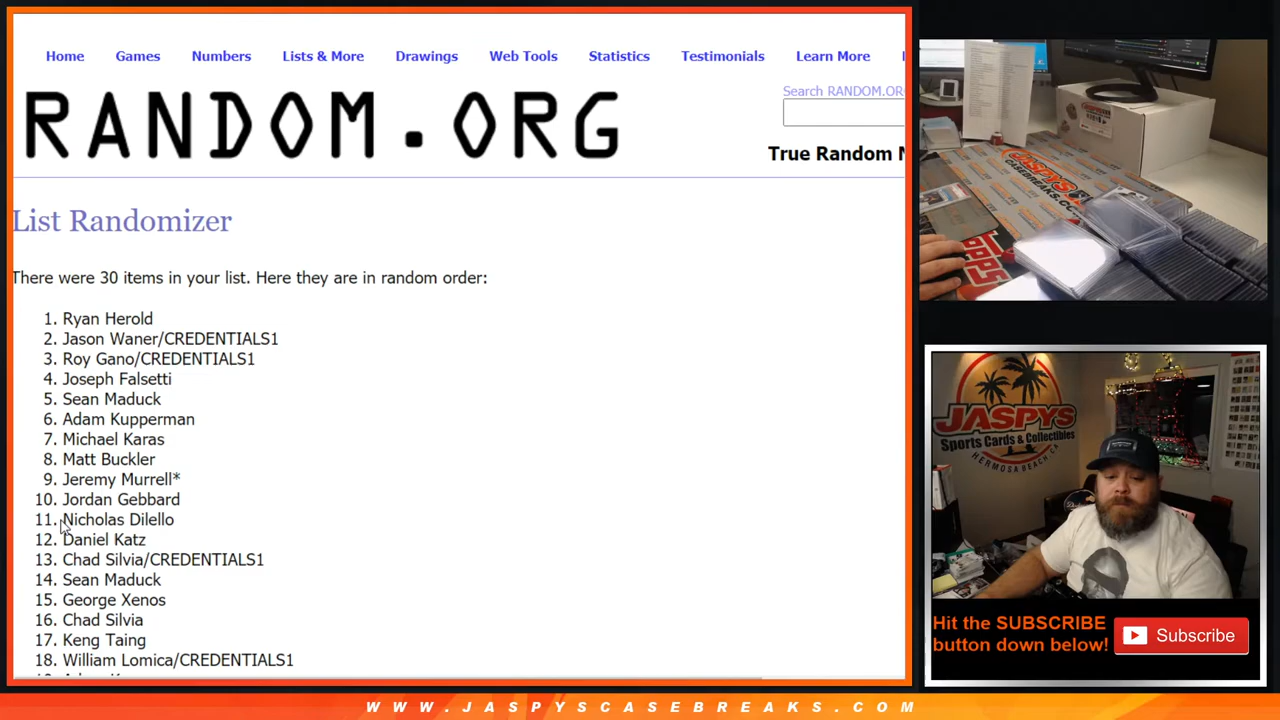 Home Games Numbers Lists & More Drawings Web Tools Statistics Testimonials Learn More
RANDOM.ORG
Search RANDOM.OR
True Random N
List Randomizer
There were 30 items in your list. Here they are in random order:
1. Ryan Herold
2. Jason Waner/CREDENTIALS1
3. Roy Gano/CREDENTIALS1
4. Joseph Falsetti
5. Sean Maduck
6. Adam Kupperman
7. Michael Karas
8. Matt Buckler
9. Jeremy Murrell*
10. Jordan Gebbard
11. Nicholas Dilello
12. Daniel Katz
13. Chad Silvia/CREDENTIALS1
14. Sean Maduck
15. George Xenos
16. Chad Silvia
17. Keng Taing
18. William Lomica/CREDENTIALS1
JASPYS
CASEBREAKS.CO
TOPPS
JASPYS
Sports Cards & Collectibles
HERMOSA BEACH CA
Hit the SUBSCRIBE
button down below!
Subscribe
WWW.JASPYSCASEBREAKS.COM